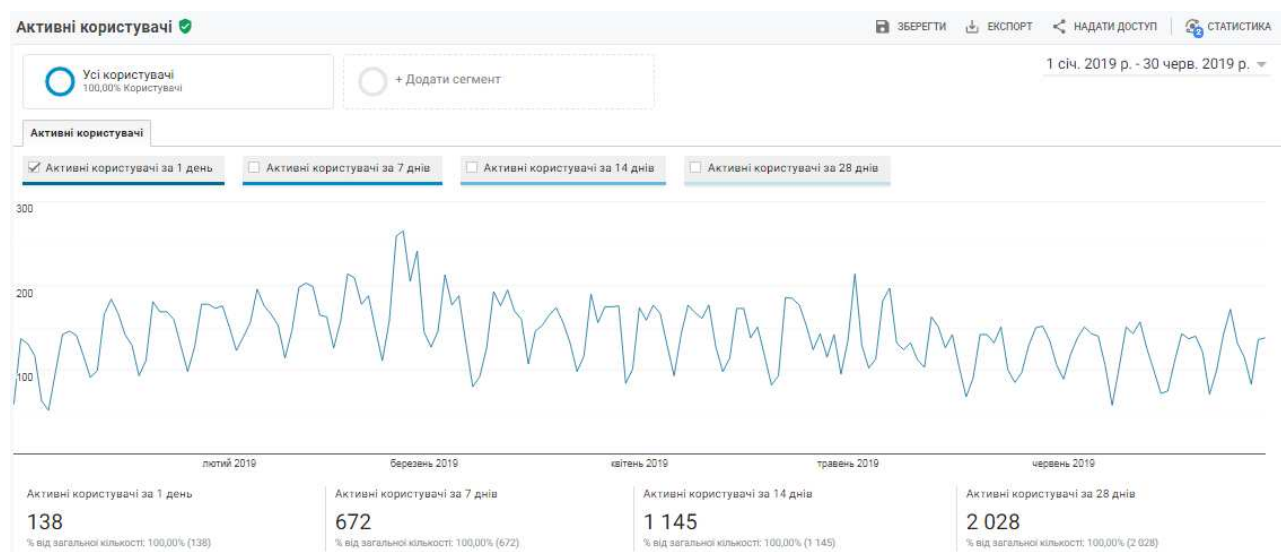 Активні користувачі
ЗБЕРЕГТИ ЕКСПОРТ НАДАТИ ДОСТУП 2 СТАТИСТИКА
Усі користувачі
100,00% Користувачі
+ Додати сегмент
1 січ. 2019 р. - 30 черв. 2019 р.
Активні користувачі
Активні користувачі за 1 день Активні користувачі за 7 днів Активні користувачі за 14 днів Активні користувачі за 28 днів
300
200
100
лютий 2019 березень 2019 квітень 2019 травень 2019 червень 2019
Активні користувачі за 1 день Активні користувачі за 7 днів Активні користувачі за 14 днів Активні користувачі за 28 днів
138 672 1 145 2 028
% від загальної кількості: 100,00% (138) % від загальної кількості: 100,00% (672) % від загальної кількості: 100,00% (1 145) % від загальної кількості: 100,00% (2 028)